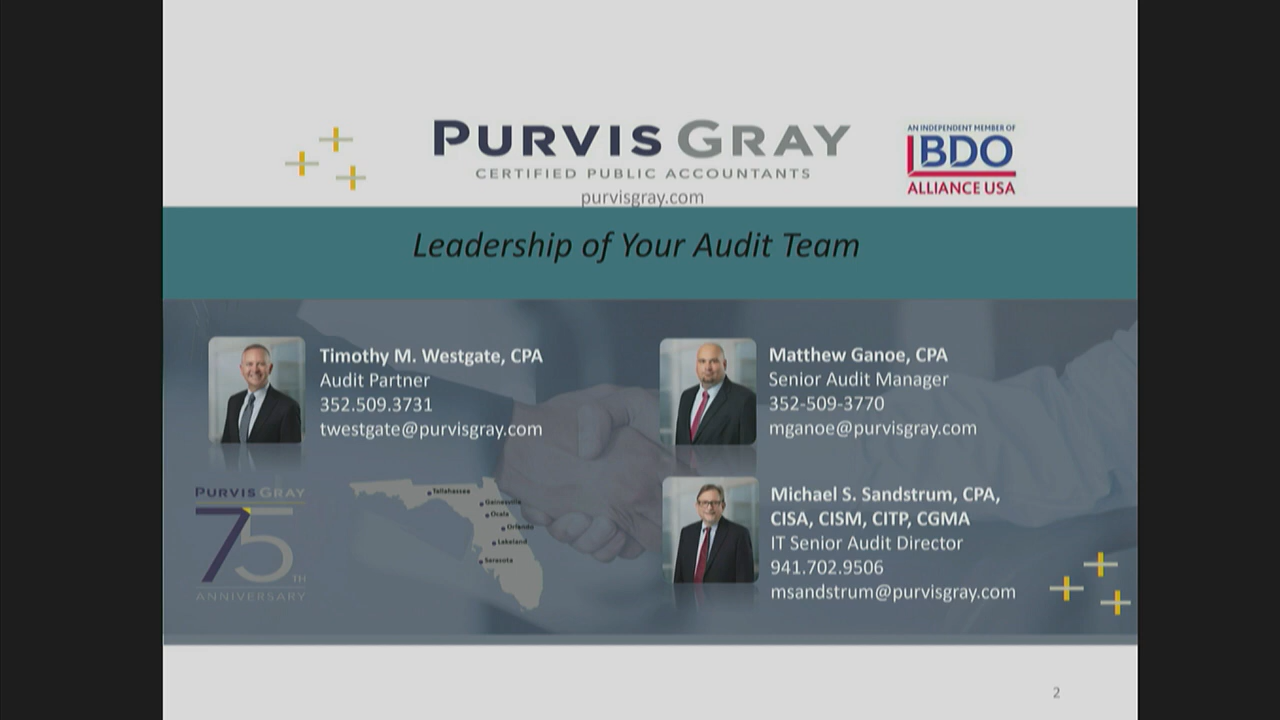 PURVIS GRAY
CERTIFIED PUBLIC ACCOUNTANTS
purvisgray.com
AN INDEPENDENT MEMBER OF
BDO
ALLIANCE USA
Leadership of Your Audit Team
Timothy M. Westgate, CPA
Audit Partner
352.509.3731
twestgate@purvisgray.com
Matthew Ganoe, CPA
Senior Audit Manager
352-509-3770
mganoe@purvisgray.com
PURVIS GRAY
75TH
ANNIVERSARY
Tallahassee
Gainesville
Ocala
Orlando
Lakeland
Sarasota
Michael S. Sandstrum, CPA,
CISA, CISM, CITP, CGMA
IT Senior Audit Director
941.702.9506
msandstrum@purvisgray.com
2